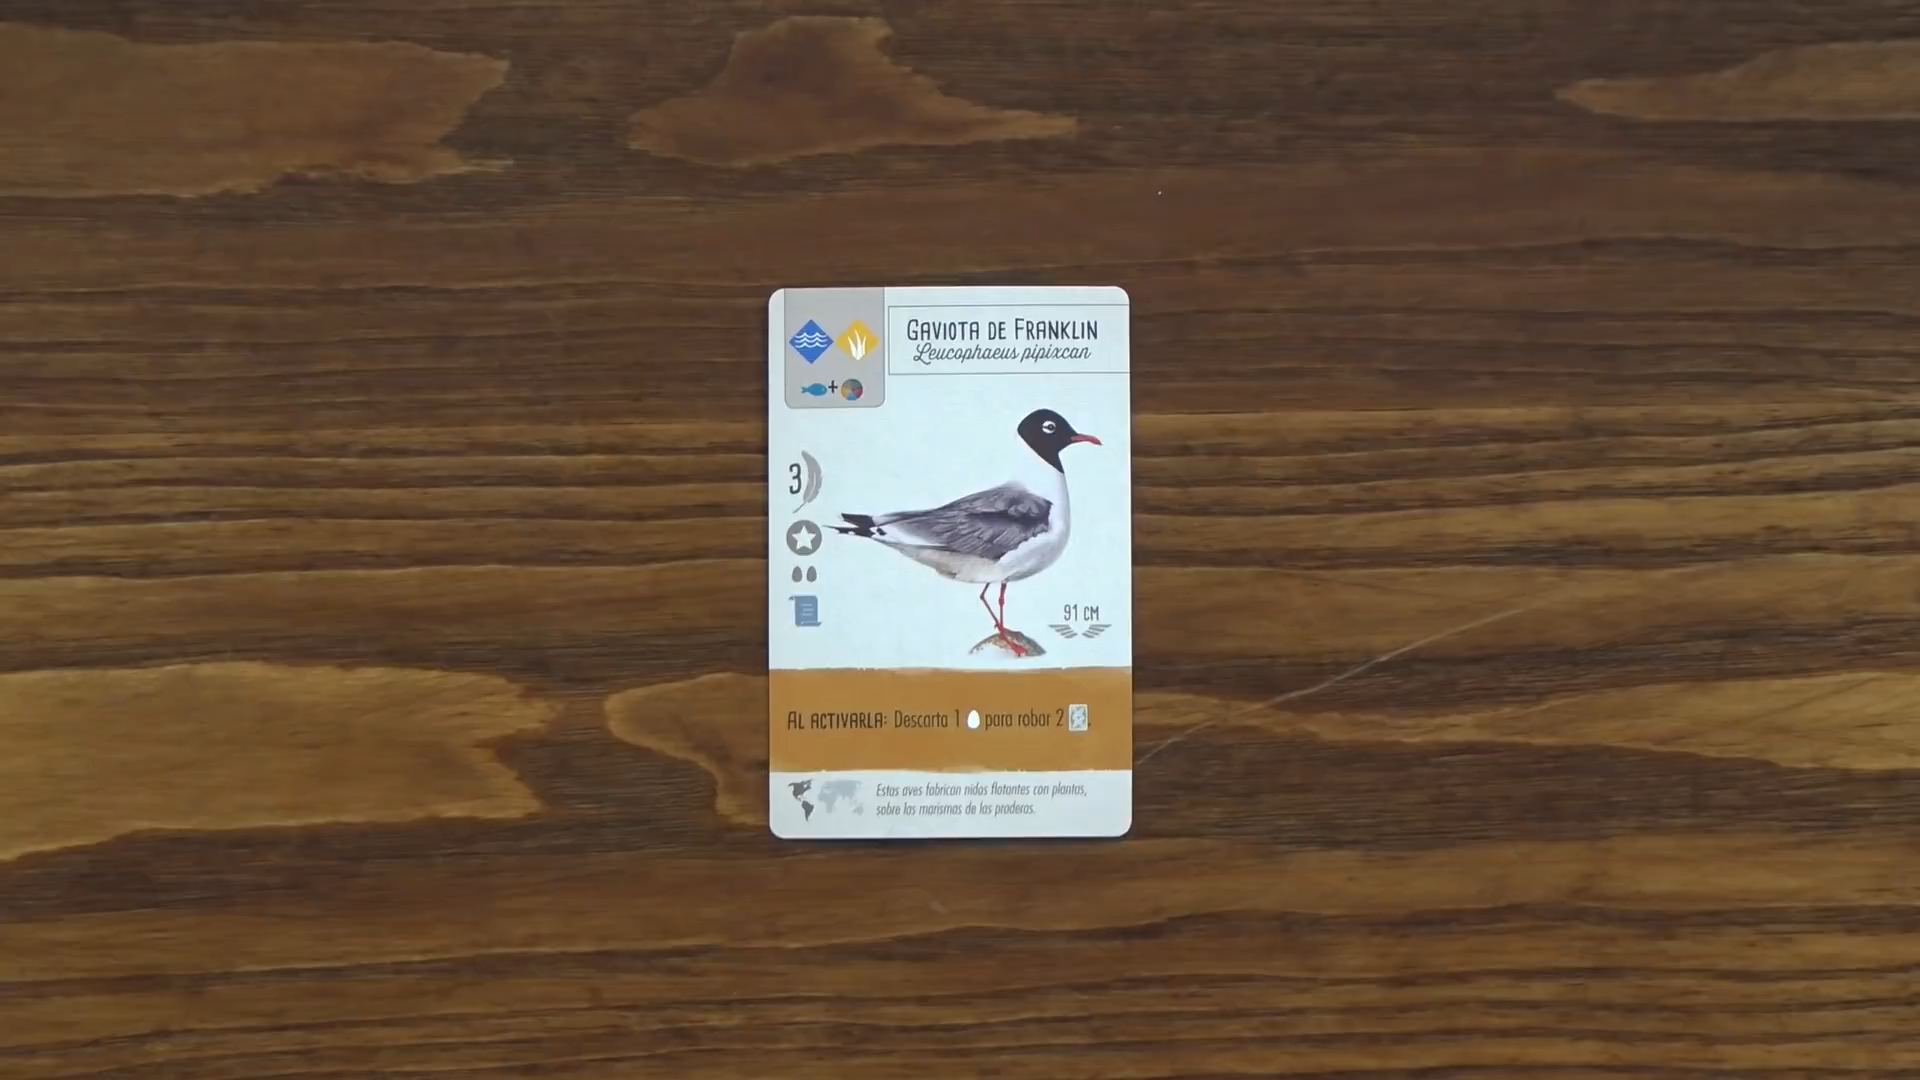 GAVIOTA DE FRANKLIN
Leucophaeus pipixcan
+
3
91 CM
AL ACTIVARLA: Descarta 1 para robar 2 .
Estas aves fabrican nidos flotantes con plantas,
sobre las marismas de las praderas.